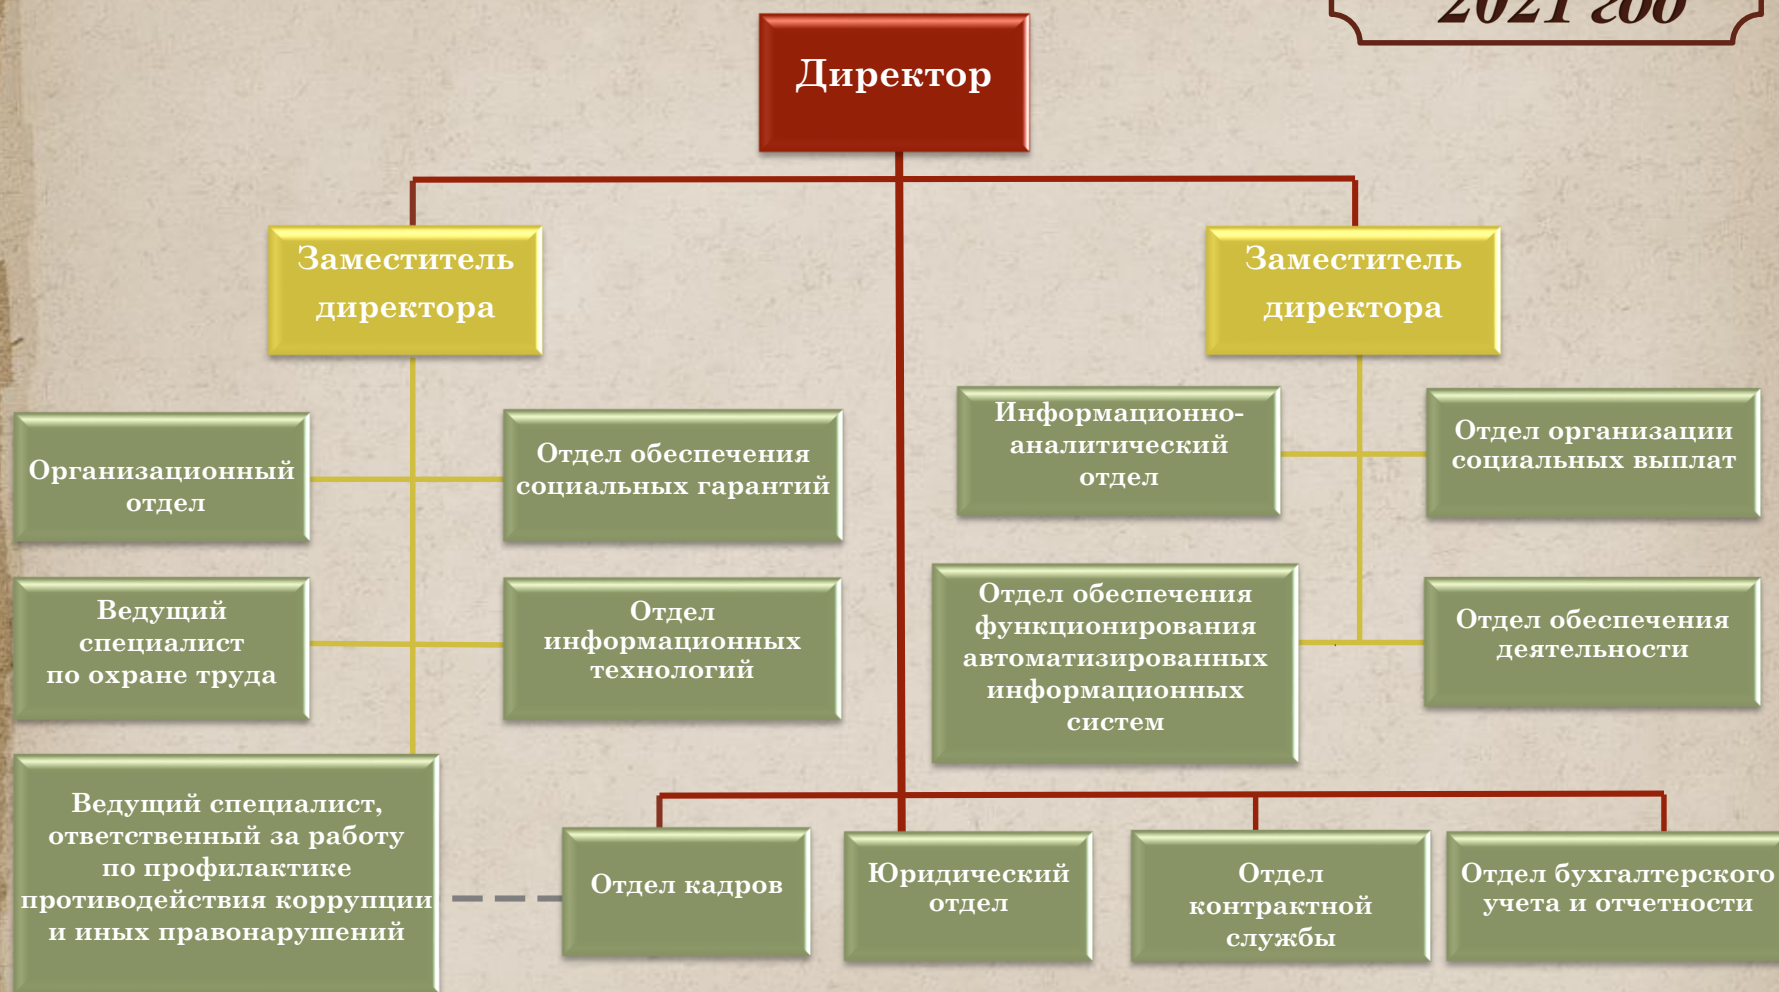 2021 год
Директор
Заместитель
директора
Заместитель
директора
Организационный
отдел
Отдел обеспечения
социальных гарантий
Информационно-
аналитический
отдел
Отдел организации
социальных выплат
Ведущий
специалист
по охране труда
Отдел
информационных
технологий
Отдел обеспечения
функционирования
автоматизированных
информационных
систем
Отдел обеспечения
деятельности
Ведущий специалист,
ответственный за работу
по профилактике
противодействия коррупции
и иных правонарушений
Отдел кадров
Юридический
отдел
Отдел
контрактной
службы
Отдел бухгалтерского
учета и отчетности